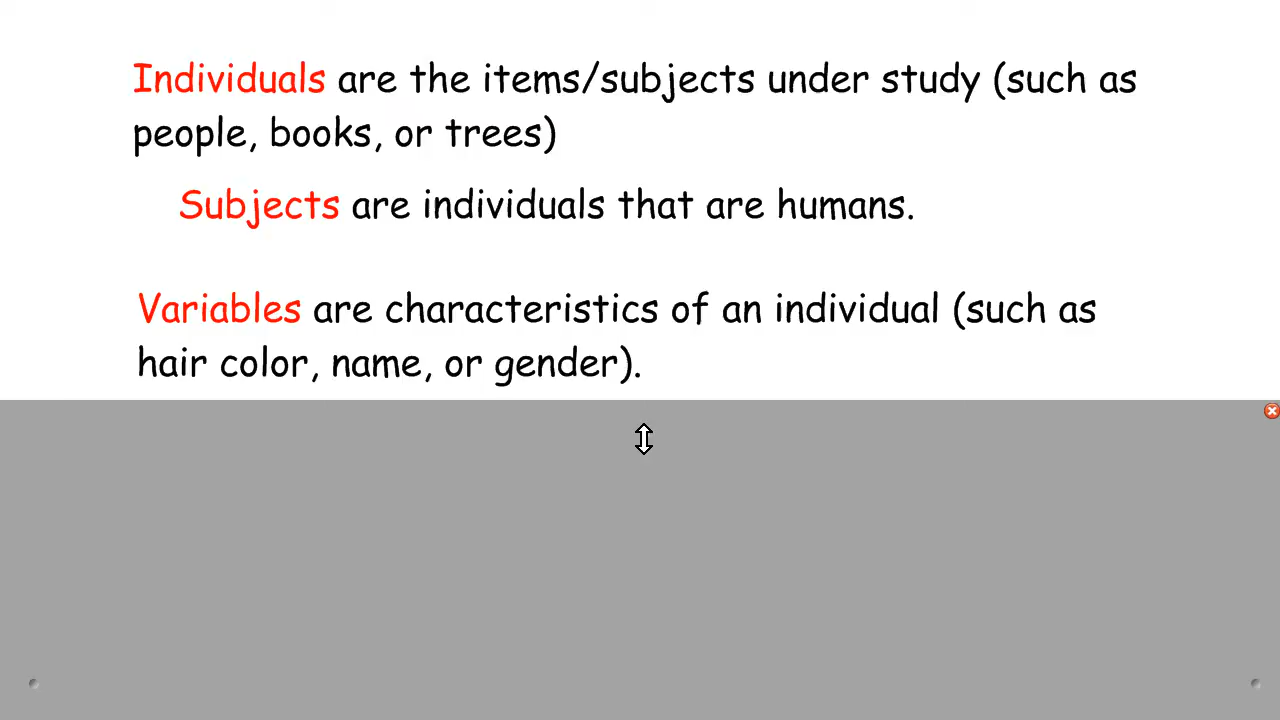 Individuals are the items/subjects under study (such as
people, books, or trees)
Subjects are individuals that are humans.
Variables are characteristics of an individual (such as
hair color, name, or gender).